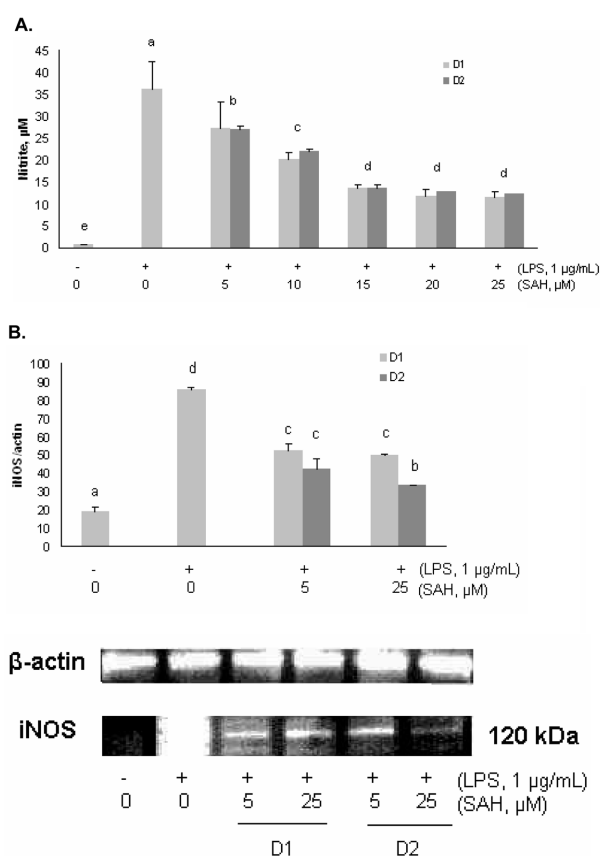 A.
Nitrite, µM
45
40
35
30
25
20
15
10
5
0
a
b
c
d
d
d
e
D1
D2
- + + + + + + (LPS, 1 µg/mL)
0 0 5 10 15 20 25 (SAH, µM)
B.
iNOS/actin
100
90
80
70
60
50
40
30
20
10
0
D1
D2
a
d
c c
c
b
- + + + (LPS, 1 µg/mL)
0 0 5 25 (SAH, µM)
β-actin
iNOS
120 kDa
- + + + + + (LPS, 1 µg/mL)
0 0 5 25 5 25 (SAH, µM)
D1 D2